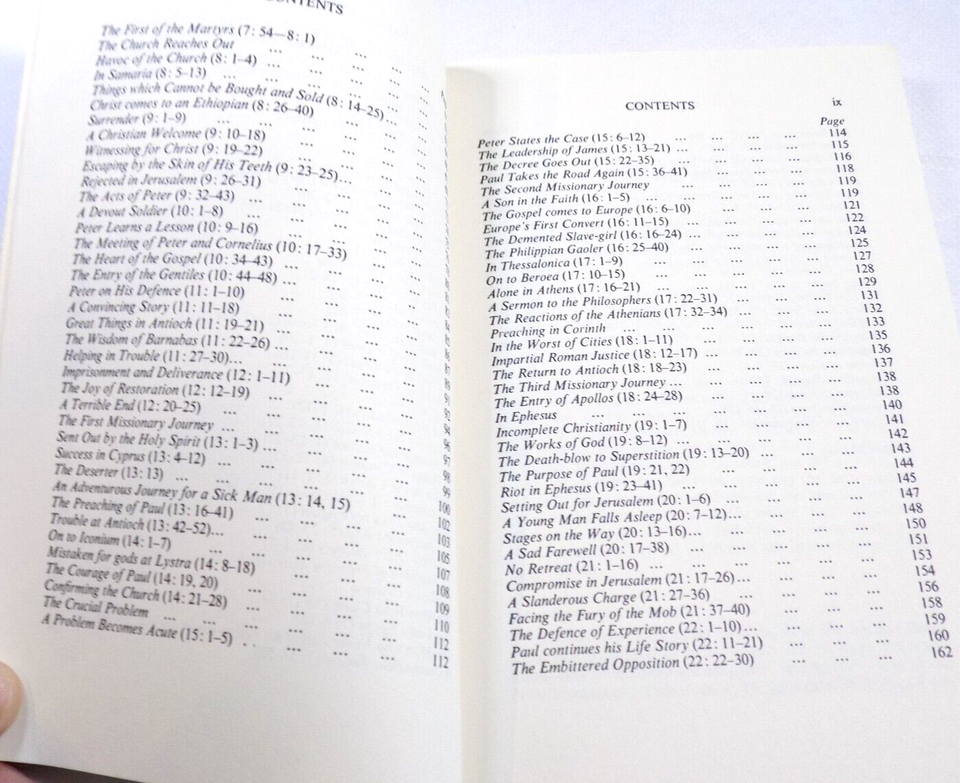 CONTENTS
The First of the Martyrs (7: 54—8: 1)
The Church Reaches Out ... ... ...
Havoc of the Church (8: 1–4) ... ... ...
In Samaria (8: 5–13) ... ... ... ...
Things which Cannot be Bought and Sold (8: 14–25) ...
Christ comes to an Ethiopian (8: 26–40) ... ...
Surrender (9: 1–9) ... ... ... ...
A Christian Welcome (9: 10–18) ... ... ...
Witnessing for Christ (9: 19–22) ... ... ...
Escaping by the Skin of His Teeth (9: 23–25)... ...
Rejected in Jerusalem (9: 26–31) ... ... ...
The Acts of Peter (9: 32–43) ... ... ...
A Devout Soldier (10: 1–8) ... ... ... ...
Peter Learns a Lesson (10: 9–16) ... ... ...
The Meeting of Peter and Cornelius (10: 17–33) ...
The Heart of the Gospel (10: 34–43) ... ... ...
The Entry of the Gentiles (10: 44–48) ... ... ...
Peter on His Defence (11: 1–10) ... ... ...
A Convincing Story (11: 11–18) ... ... ...
Great Things in Antioch (11: 19–21) ... ... ...
The Wisdom of Barnabas (11: 22–26) ... ... ...
Helping in Trouble (11: 27–30)... ... ... ...
Imprisonment and Deliverance (12: 1–11) ... ... 92
The Joy of Restoration (12: 12–19) ... ... ... 94
A Terrible End (12: 20–25) ... ... ... 96
The First Missionary Journey ... ... ... ... 97
Sent Out by the Holy Spirit (13: 1–3) ... ... ... 98
Success in Cyprus (13: 4–12) ... ... ... 99
The Deserter (13: 13) ... ... ... ... 100
An Adventurous Journey for a Sick Man (13: 14, 15) ... 102
The Preaching of Paul (13: 16–41) ... ... ... 103
Trouble at Antioch (13: 42–52)... ... ... ... 105
On to Iconium (14: 1–7) ... ... ... ... 107
Mistaken for gods at Lystra (14: 8–18) ... ... 108
The Courage of Paul (14: 19, 20) ... ... ... 109
Confirming the Church (14: 21–28) ... ... ... 110
The Crucial Problem ... ... ... ... 112
A Problem Becomes Acute (15: 1–5) ... ... ... 112
CONTENTS ix
Page
Peter States the Case (15: 6–12) ... ... ... ... 114
The Leadership of James (15: 13–21) ... ... ... ... 115
The Decree Goes Out (15: 22–35) ... ... ... ... 116
Paul Takes the Road Again (15: 36–41) ... ... ... 118
The Second Missionary Journey ... ... ... ... 119
A Son in the Faith (16: 1–5) ... ... ... ... 119
The Gospel comes to Europe (16: 6–10) ... ... ... 121
Europe's First Convert (16: 11–15) ... ... ... 122
The Demented Slave-girl (16: 16–24) ... ... ... ... 124
The Philippian Gaoler (16: 25–40) ... ... ... 125
In Thessalonica (17: 1–9) ... ... ... ... 127
On to Beroea (17: 10–15) ... ... ... ... 128
Alone in Athens (17: 16–21) ... ... ... ... 129
A Sermon to the Philosophers (17: 22–31) ... ... ... 131
The Reactions of the Athenians (17: 32–34) ... ... ... 132
Preaching in Corinth ... ... ... ... ... 133
In the Worst of Cities (18: 1–11) ... ... ... 135
Impartial Roman Justice (18: 12–17) ... ... ... ... 136
The Return to Antioch (18: 18–23) ... ... ... 137
The Third Missionary Journey ... ... ... ... 138
The Entry of Apollos (18: 24–28) ... ... ... 138
In Ephesus ... ... ... ... ... 140
Incomplete Christianity (19: 1–7) ... ... ... 141
The Works of God (19: 8–12) ... ... ... ... 142
The Death-blow to Superstition (19: 13–20) ... ... ... 143
The Purpose of Paul (19: 21, 22) ... ... ... 144
Riot in Ephesus (19: 23–41) ... ... ... ... 145
Setting Out for Jerusalem (20: 1–6) ... ... ... 147
A Young Man Falls Asleep (20: 7–12)... ... ... ... 148
Stages on the Way (20: 13–16)... ... ... ... 150
A Sad Farewell (20: 17–38) ... ... ... ... 151
No Retreat (21: 1–16) ... ... ... ... ... 153
Compromise in Jerusalem (21: 17–26)... ... ... ... 154
A Slanderous Charge (21: 27–36) ... ... ... 156
Facing the Fury of the Mob (21: 37–40) ... ... ... 158
The Defence of Experience (22: 1–10)... ... ... ... 159
Paul continues his Life Story (22: 11–21) ... ... ... 160
The Embittered Opposition (22: 22–30) ... ... ... 162